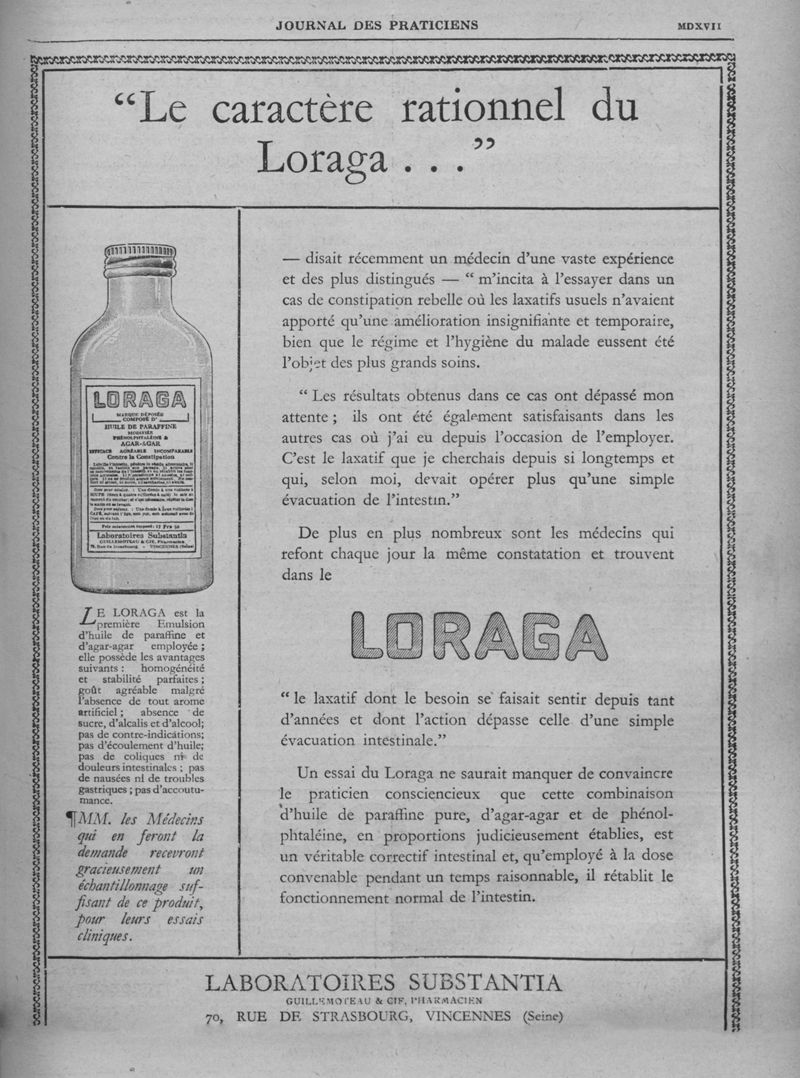 JOURNAL DES PRATICIENS
MDXVII
“Le caractère rationnel du
Loraga . . .”
LORAGA
MARQUE DÉPOSÉE
COMPOSÉ D’
HUILE DE PARAFFINE
PHÉNOLPHTALÉINE &
AGAR-AGAR
EFFICACE AGRÉABLE INCOMPARABLE
Contre la Constipation
Laboratoires Substantia
GUILLEMOTEAU & CIE, Pharmacien
VINCENNES (Seine)
LE LORAGA est la
première Emulsion
d’huile de paraffine et
d’agar-agar employée ;
elle possède les avantages
suivants : homogénéité
et stabilité parfaites ;
goût agréable malgré
l’absence de tout arome
artificiel ; absence de
sucre, d’alcalis et d’alcool;
pas de contre-indications;
pas d’écoulement d’huile;
pas de coliques ni de
douleurs intestinales ; pas
de nausées ni de troubles
gastriques ; pas d’accoutu-
mance.
¶MM. les Médecins
qui en feront la
demande recevront
gracieusement un
échantillonnage suf-
fisant de ce produit,
pour leurs essais
cliniques.
— disait récemment un médecin d’une vaste expérience
et des plus distingués — “ m’incita à l’essayer dans un
cas de constipation rebelle où les laxatifs usuels n’avaient
apporté qu’une amélioration insignifiante et temporaire,
bien que le régime et l’hygiène du malade eussent été
l’objet des plus grands soins.
“ Les résultats obtenus dans ce cas ont dépassé mon
attente ; ils ont été également satisfaisants dans les
autres cas où j’ai eu depuis l’occasion de l’employer.
C’est le laxatif que je cherchais depuis si longtemps et
qui, selon moi, devait opérer plus qu’une simple
évacuation de l’intestin.”
De plus en plus nombreux sont les médecins qui
refont chaque jour la même constatation et trouvent
dans le
LORAGA
“ le laxatif dont le besoin se faisait sentir depuis tant
d’années et dont l’action dépasse celle d’une simple
évacuation intestinale.”
Un essai du Loraga ne saurait manquer de convaincre
le praticien consciencieux que cette combinaison
d’huile de paraffine pure, d’agar-agar et de phénol-
phtaléine, en proportions judicieusement établies, est
un véritable correctif intestinal et, qu’employé à la dose
convenable pendant un temps raisonnable, il rétablit le
fonctionnement normal de l’intestin.
LABORATOIRES SUBSTANTIA
GUILLEMOTEAU & CIE, PHARMACIEN
70, RUE DE STRASBOURG, VINCENNES (Seine)